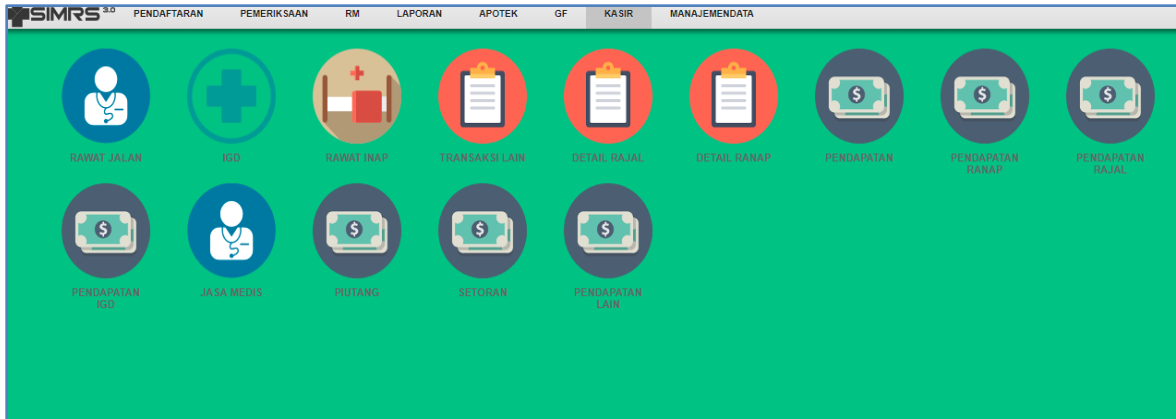 SIMRS 3.0 PENDAFTARAN PEMERIKSAAN RM LAPORAN APOTEK GF KASIR MANAJEMENDATA
RAWAT JALAN IGD RAWAT INAP TRANSAKSI LAIN DETAIL RAJAL DETAIL RANAP PENDAPATAN PENDAPATAN RANAP PENDAPATAN RAJAL
PENDAPATAN IGD JASA MEDIS PIUTANG SETORAN PENDAPATAN LAIN